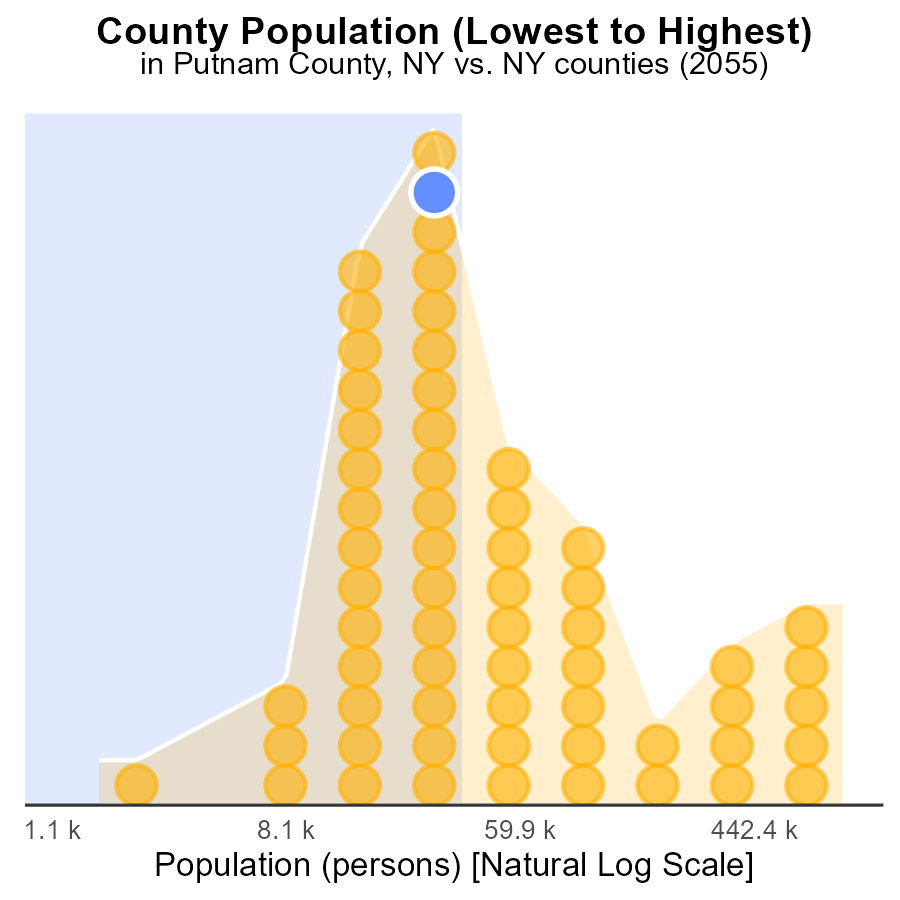 County Population (Lowest to Highest)
in Putnam County, NY vs. NY counties (2055)
1.1 k
8.1 k
59.9 k
442.4 k
Population (persons) [Natural Log Scale]